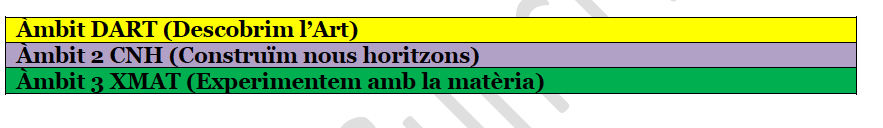 Àmbit DART (Descobrim l’Art)
Àmbit 2 CNH (Construïm nous horitzons)
Àmbit 3 XMAT (Experimentem amb la matèria)